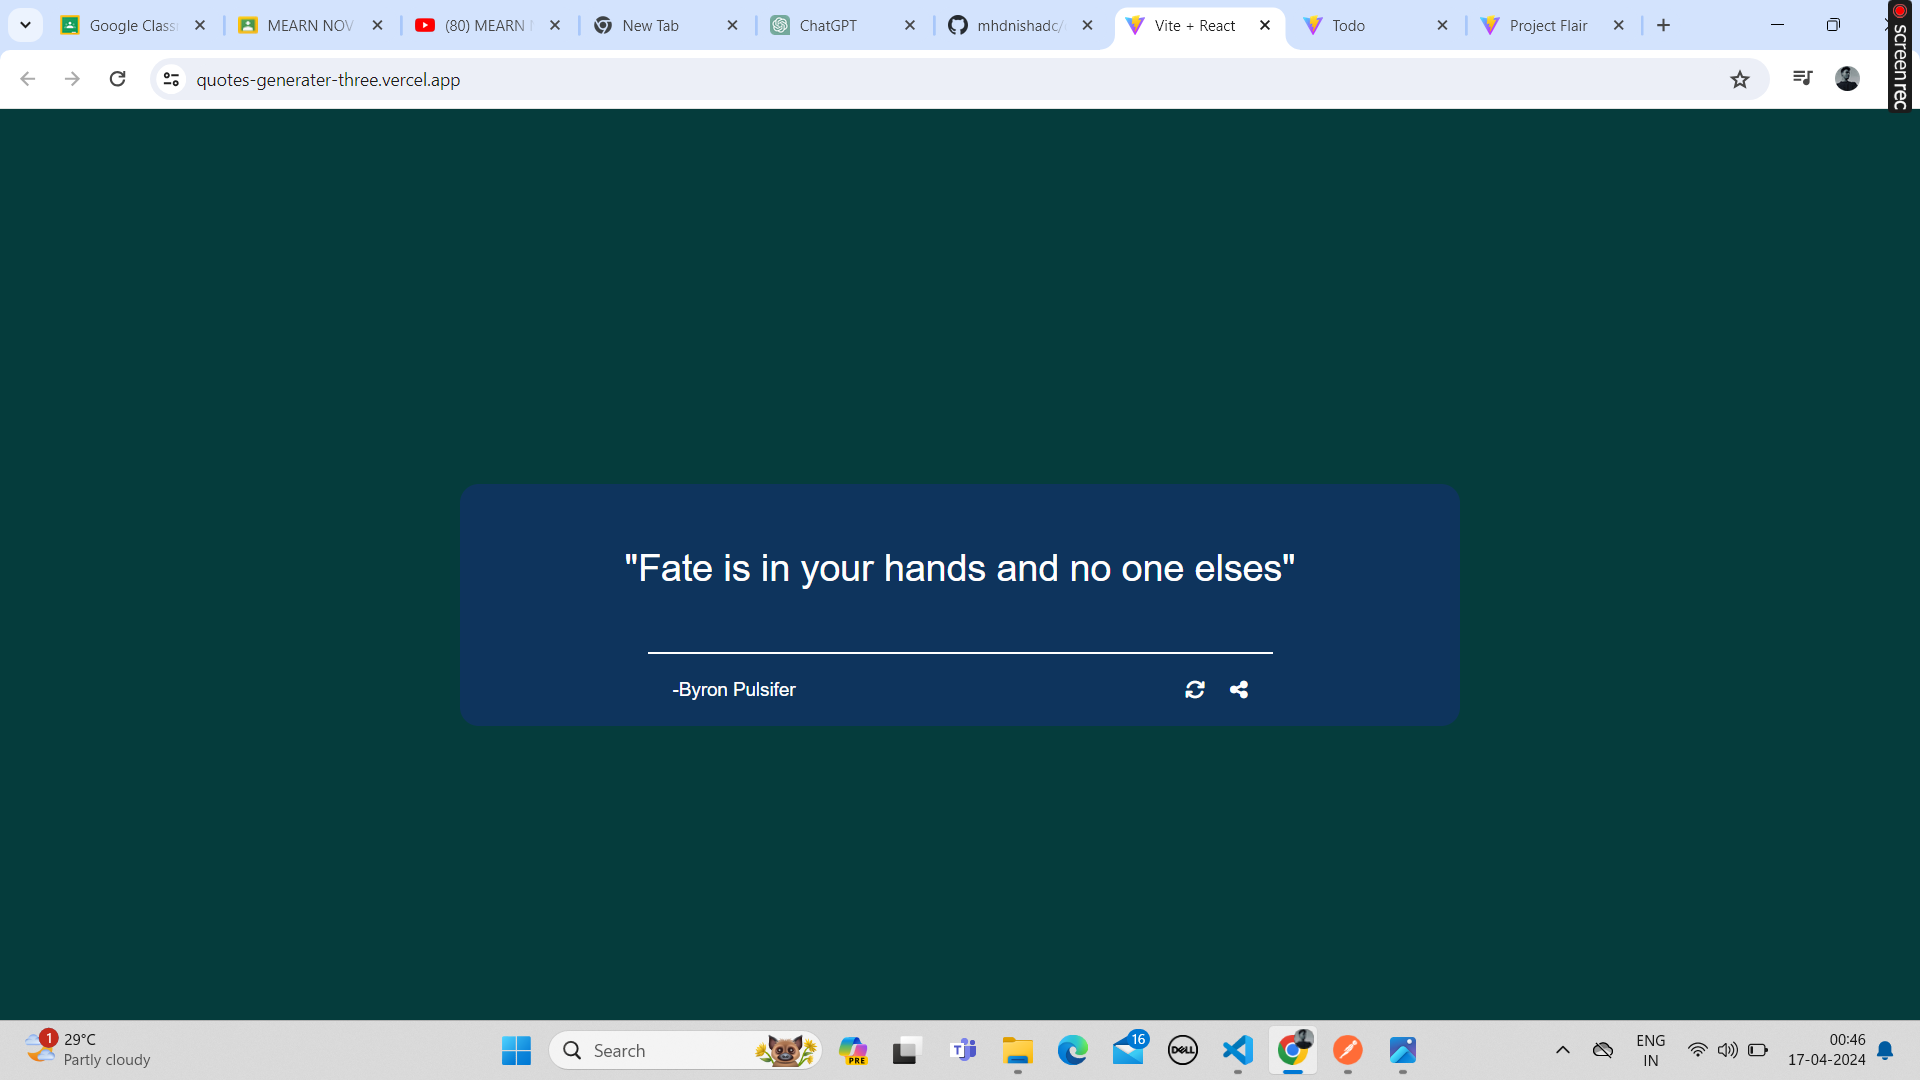 Google Class
MEARN NOV
(80) MEARN
New Tab
ChatGPT
mhdnishadc/
Vite + React
Todo
Project Flair
screenrec
quotes-generater-three.vercel.app
"Fate is in your hands and no one elses"
-Byron Pulsifer
1
29°C
Partly cloudy
Search
PRE
T
16
DELL
ENG
IN
00:46
17-04-2024